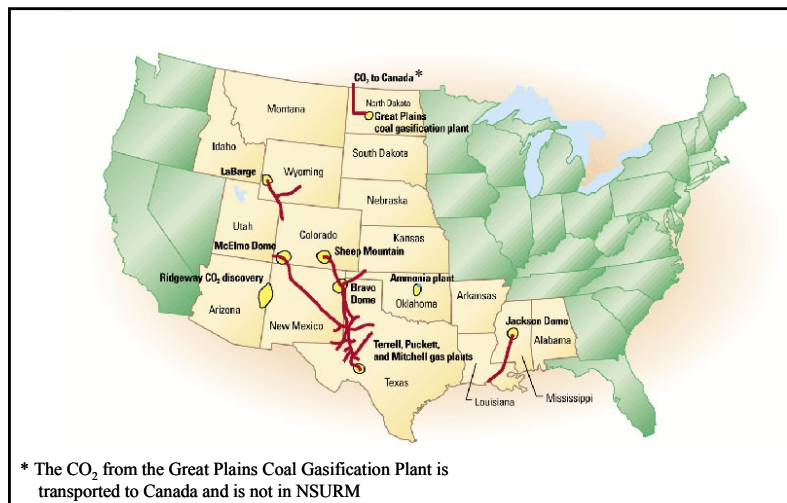 CO₂ to Canada *
Montana
North Dakota
Great Plains
coal gasification plant
Idaho
South Dakota
LaBarge
Wyoming
Nebraska
Utah
Colorado
Kansas
McElmo Dome
Sheep Mountain
Ridgeway CO₂ discovery
Bravo
Dome
Ammonia plant
Oklahoma
Arkansas
Arizona
New Mexico
Jackson Domo
Alabama
Terrell, Puckett,
and Mitchell gas plants
Texas
Louisiana
Mississippi
* The CO₂ from the Great Plains Coal Gasification Plant is
transported to Canada and is not in NSURM